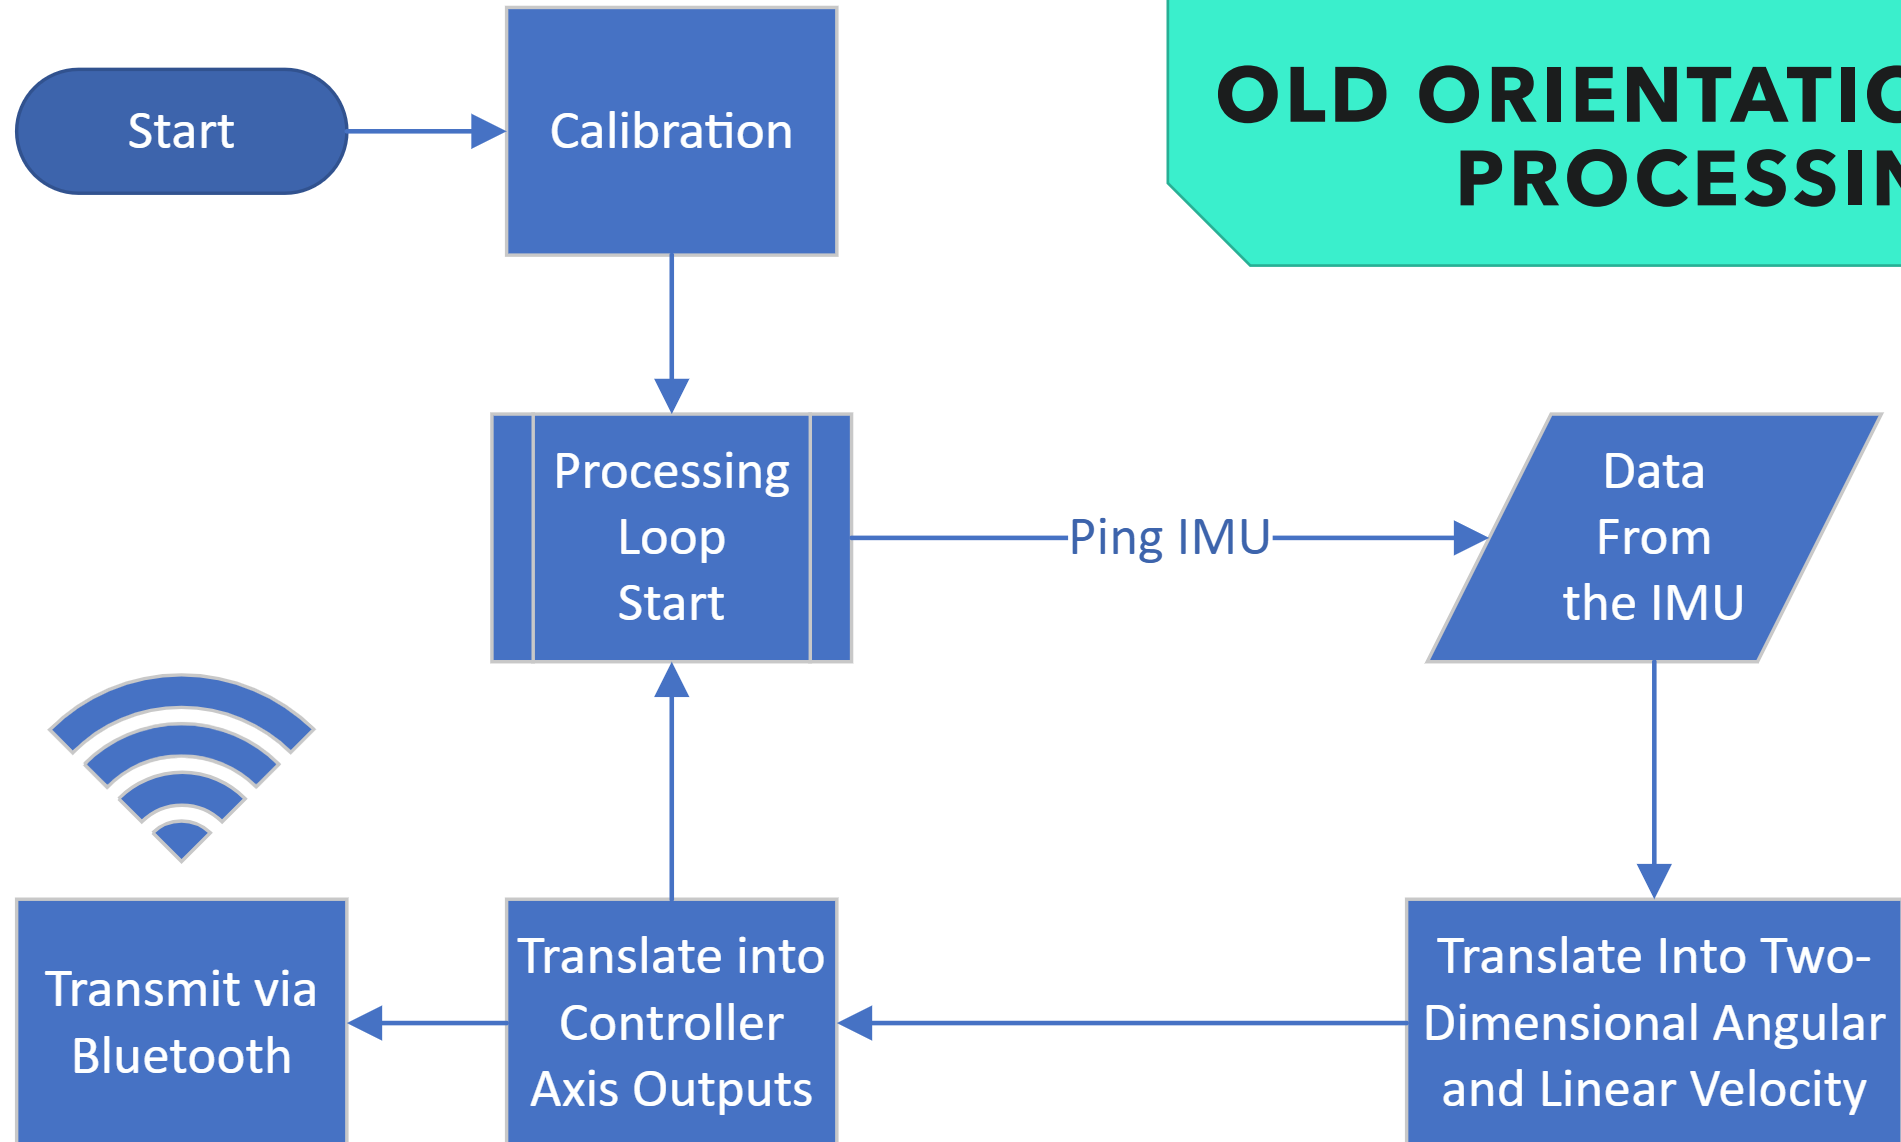 Start
Calibration
OLD ORIENTATIO
PROCESSIN
Processing
Loop
Start
Ping IMU
Data
From
the IMU
Transmit via
Bluetooth
Translate into
Controller
Axis Outputs
Translate Into Two-
Dimensional Angular
and Linear Velocity